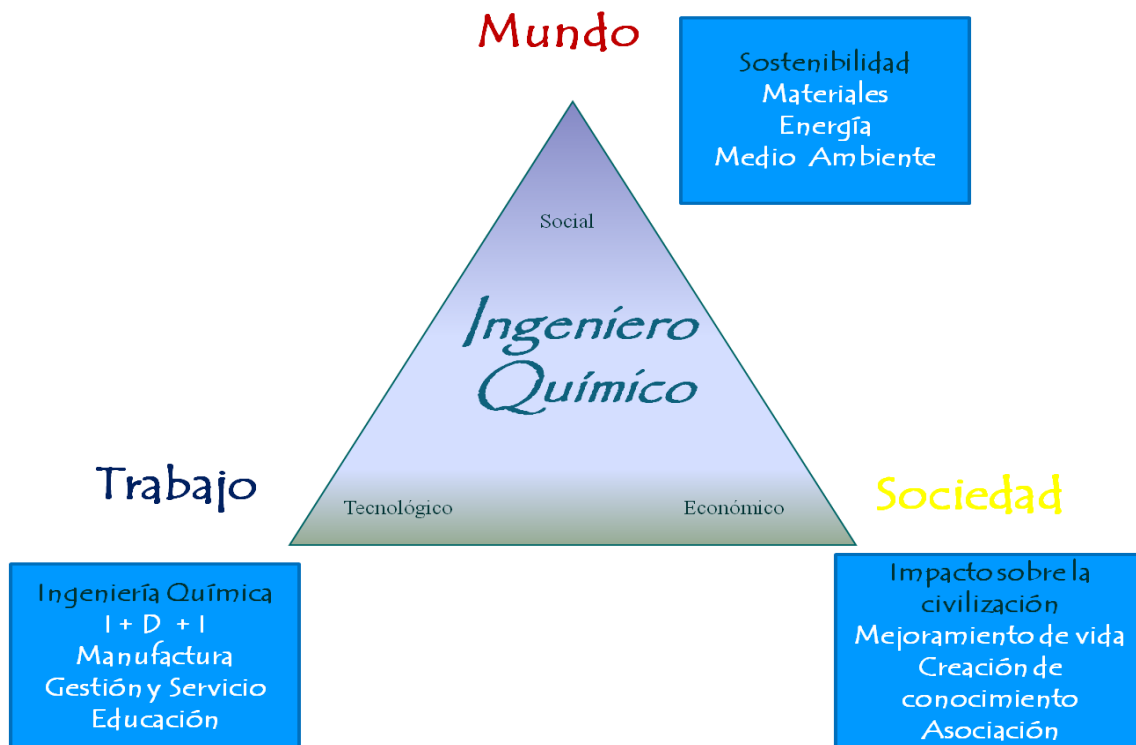 Mundo
Sostenibilidad
Materiales
Energía
Medio Ambiente
Social
Ingeniero
Químico
Trabajo
Sociedad
Tecnológico
Económico
Ingeniería Química
I + D + I
Manufactura
Gestión y Servicio
Educación
Impacto sobre la
civilización
Mejoramiento de vida
Creación de
conocimiento
Asociación